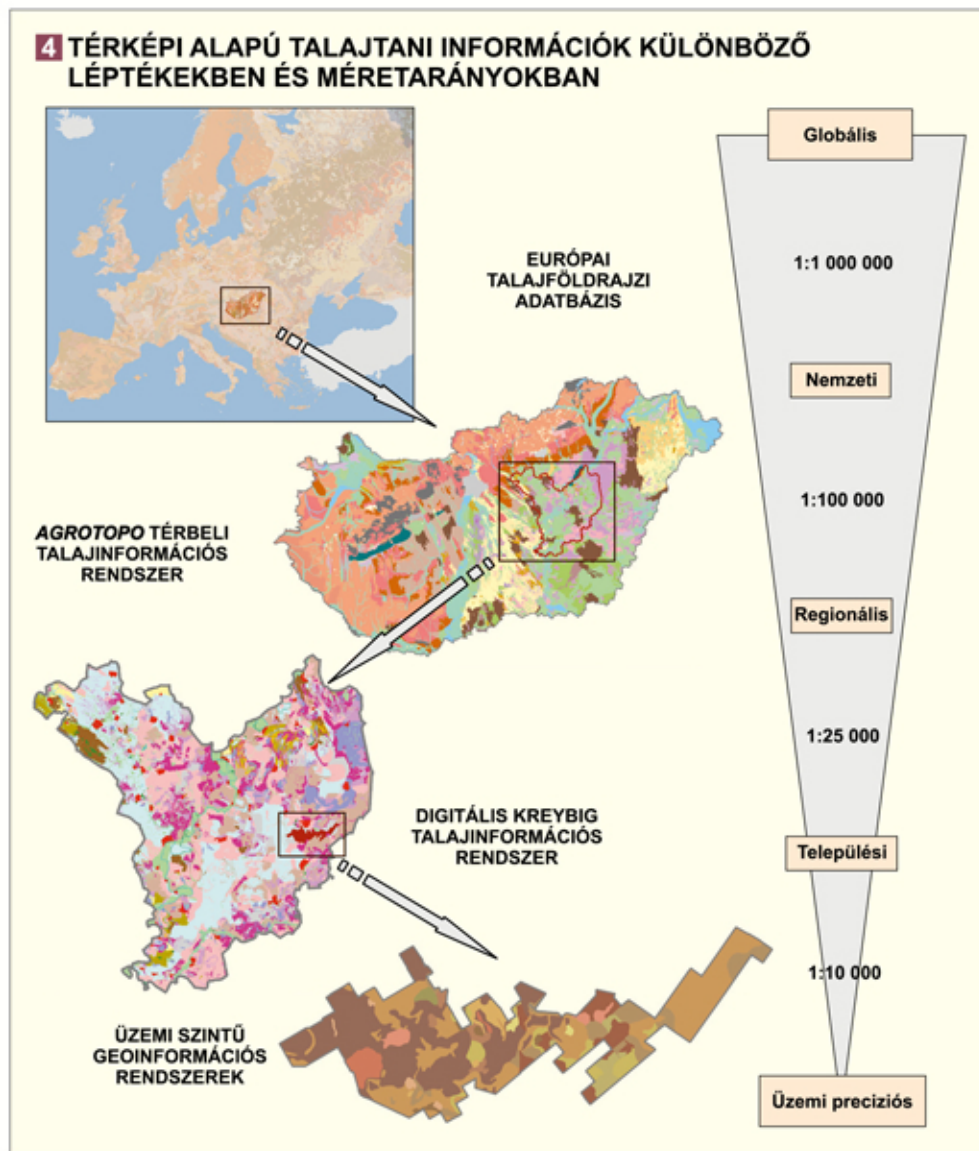 4 TÉRKÉPI ALAPÚ TALAJTANI INFORMÁCIÓK KÜLÖNBÖZŐ
LÉPTÉKEKBEN ÉS MÉRETARÁNYOKBAN
Globális
EURÓPAI
TALAJFÖLDRAJZI
ADATBÁZIS
1:1 000 000
Nemzeti
AGROTOPO TÉRBELI
TALAJINFORMÁCIÓS
RENDSZER
1:100 000
Regionális
1:25 000
DIGITÁLIS KREYBIG
TALAJINFORMÁCIÓS
RENDSZER
Települési
1:10 000
ÜZEMI SZINTŰ
GEOINFORMÁCIÓS
RENDSZEREK
Üzemi preciziós